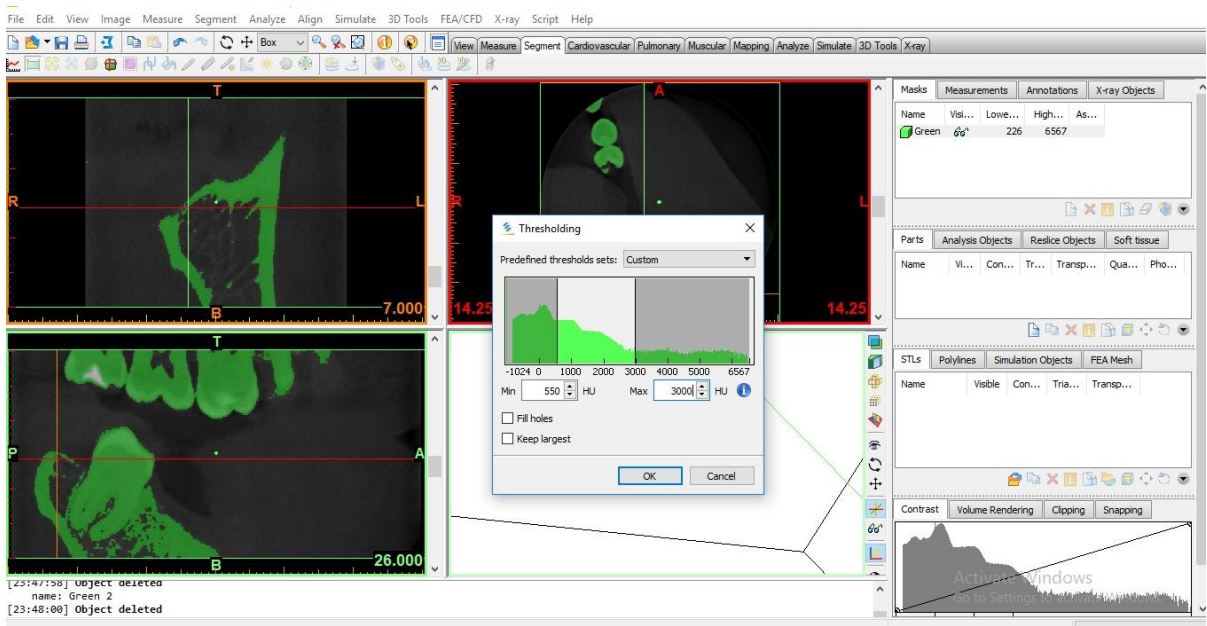 File Edit View Image Measure Segment Analyze Align Simulate 3D Tools FEA/CFD X-ray Script Help
Box
View Measure Segment Cardiovascular Pulmonary Muscular Mapping Analyze Simulate 3D Tools X-ray
T
R L
B
7.000
A
R L
14.25 14.25
T
P A
B
26.000
Thresholding
Predefined thresholds sets: Custom
-1024 0 1000 2000 3000 4000 5000 6567
Min 550 HU Max 3000 HU
Fill holes
Keep largest
OK Cancel
Masks Measurements Annotations X-ray Objects
Name Visi... Lowe... High... As...
Green 226 6567
Parts Analysis Objects Reslice Objects Soft tissue
Name Vi... Con... Tr... Transp... Qua... Pho...
STLs Polylines Simulation Objects FEA Mesh
Name Visible Con... Tria... Transp...
Contrast Volume Rendering Clipping Snapping
Activate Windows
Go to Settings to activate Windows.
[23:47:58] Object deleted
name: Green 2
[23:48:00] Object deleted